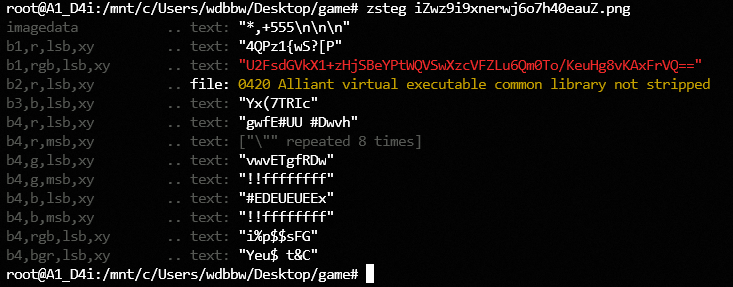 root@A1_D4i:/mnt/c/Users/wdbbw/Desktop/game# zsteg iZwz9i9xnerwj6o7h40eauZ.png
imagedata .. text: "*,+555\n\n\n"
b1,r,lsb,xy .. text: "4QPz1{wS?[P"
b1,rgb,lsb,xy .. text: "U2FsdGVkX1+zHjSBeYPtWQVSwXzcVFZLu6Qm0To/KeuHg8vKAxFrVQ=="
b2,r,lsb,xy .. file: 0420 Alliant virtual executable common library not stripped
b3,b,lsb,xy .. text: "Yx(7TRIc"
b4,r,lsb,xy .. text: "gwfE#UU #Dwvh"
b4,r,msb,xy .. text: ["\"" repeated 8 times]
b4,g,lsb,xy .. text: "vwvETgfRDw"
b4,g,msb,xy .. text: "!!ffffffff"
b4,b,lsb,xy .. text: "#EDEUEUEEx"
b4,b,msb,xy .. text: "!!ffffffff"
b4,rgb,lsb,xy .. text: "i%p$$sFG"
b4,bgr,lsb,xy .. text: "Yeu$ t&C"
root@A1_D4i:/mnt/c/Users/wdbbw/Desktop/game#